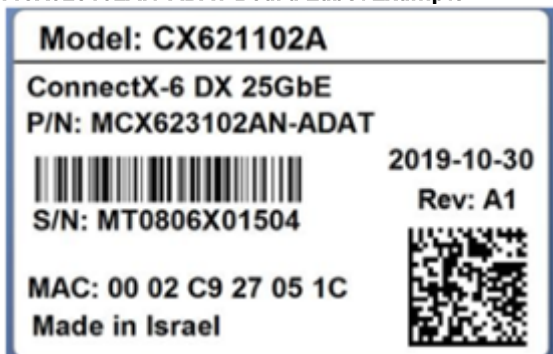 Model: CX621102A
ConnectX-6 DX 25GbE
P/N: MCX623102AN-ADAT
2019-10-30
Rev: A1
S/N: MT0806X01504
MAC: 00 02 C9 27 05 1C
Made in Israel